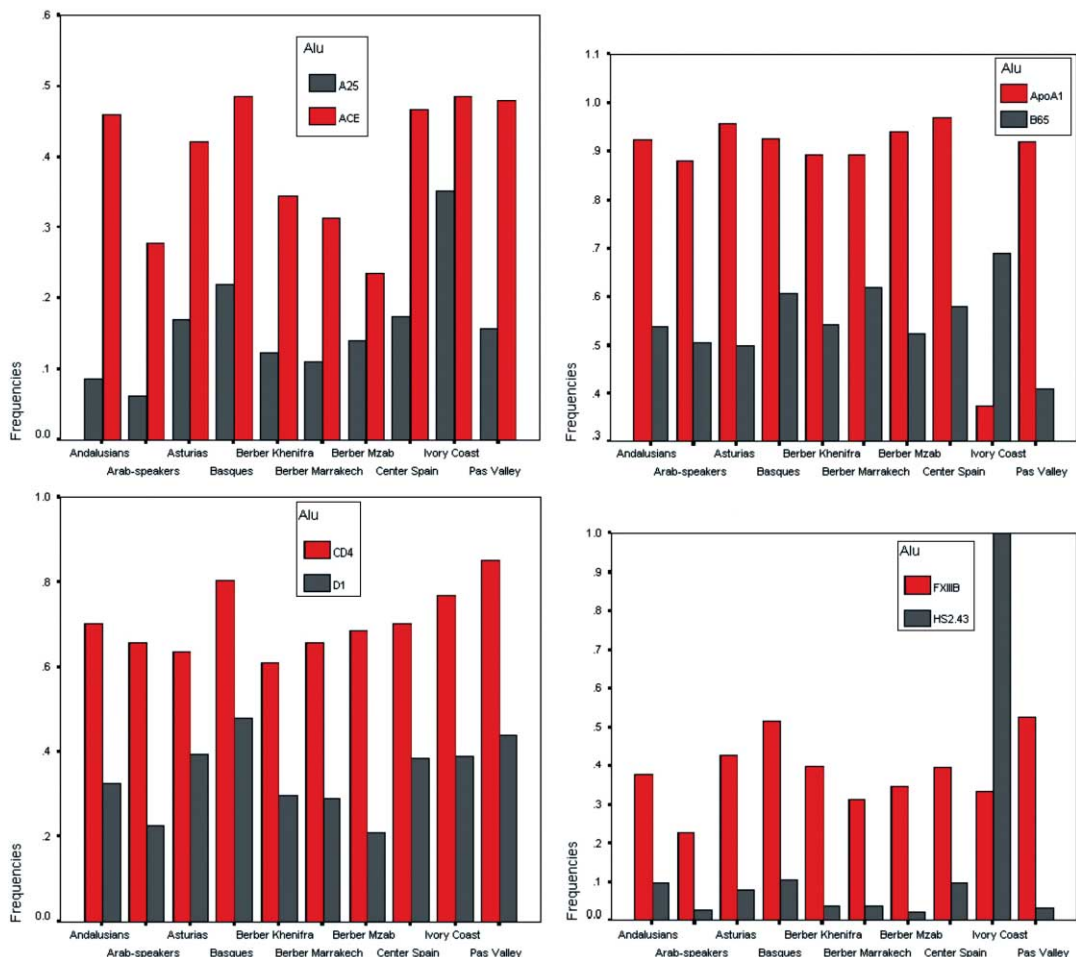 .6
.5
.4
.3
.2
.1
0.0
Frequencies
Alu
A25
ACE
Andalusians Asturias Berber Khenifra Berber Mzab Ivory Coast
Arab-speakers Basques Berber Marrakech Center Spain Pas Valley
1.1
1.0
.9
.8
.7
.6
.5
.4
.3
Frequencies
Alu
ApoA1
B65
Andalusians Asturias Berber Khenifra Berber Mzab Ivory Coast
Arab-speakers Basques Berber Marrakech Center Spain Pas Valley
1.0
.8
.6
.4
.2
0.0
Frequencies
Alu
CD4
D1
Andalusians Asturias Berber Khenifra Berber Mzab Ivory Coast
Arab-speakers Basques Berber Marrakech Center Spain Pas Valley
1.0
.9
.8
.7
.6
.5
.4
.3
.2
.1
0.0
Frequencies
Alu
FXIIIB
HS2.43
Andalusians Asturias Berber Khenifra Berber Mzab Ivory Coast
Arab-speakers Basques Berber Marrakech Center Spain Pas Valley